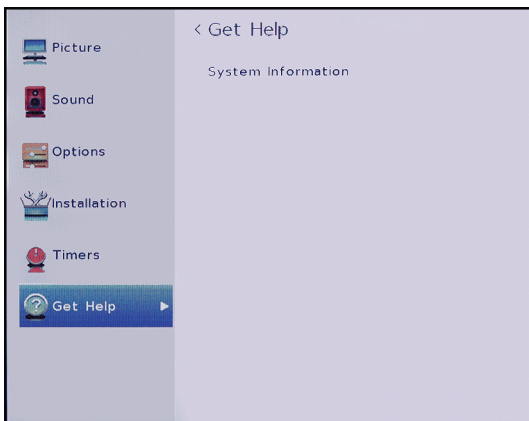 < Get Help
System Information
Picture
Sound
Options
Installation
Timers
Get Help